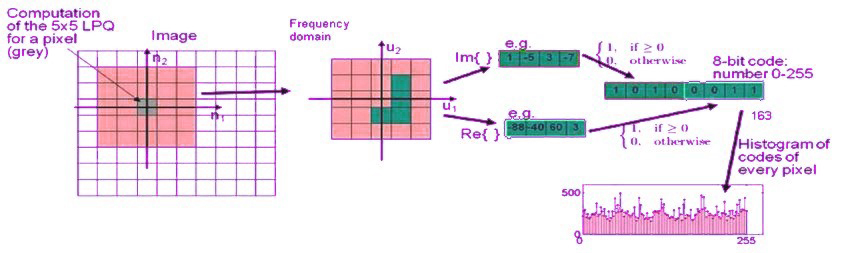 Computation
of the 5x5 LPQ
for a pixel
(grey)
Image
n₂
n₁
Frequency
domain
u₂
u₁
Im{ }
e.g.
1 -5 3 -7
{ 1, if ≥ 0
0. otherwise
Re{ }
e.g.
-88 -40 60 3
{ 1, if ≥ 0
0. otherwise
8-bit code:
number 0-255
1 0 1 0 0 0 1 1
163
Histogram of
codes of
every pixel
500
0
0
255